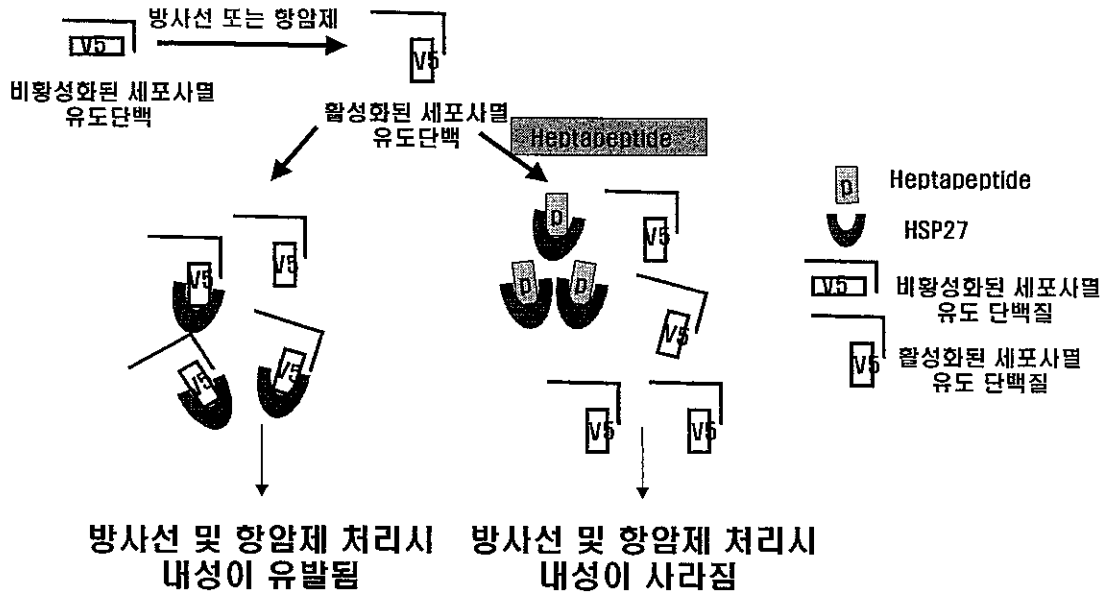 방사선 또는 항암제
V5
V5
비황성화된 세포사멸
유도단백
활성화된 세포사멸
유도단백
Heptapeptide
p
Heptapeptide
HSP27
V5
비황성화된 세포사멸
유도 단백질
V5
활성화된 세포사멸
유도 단백질
V5
V5
V5
V5
p
p
p
V5
V5
V5
V5
방사선 및 항암제 처리시
내성이 유발됨
방사선 및 항암제 처리시
내성이 사라짐